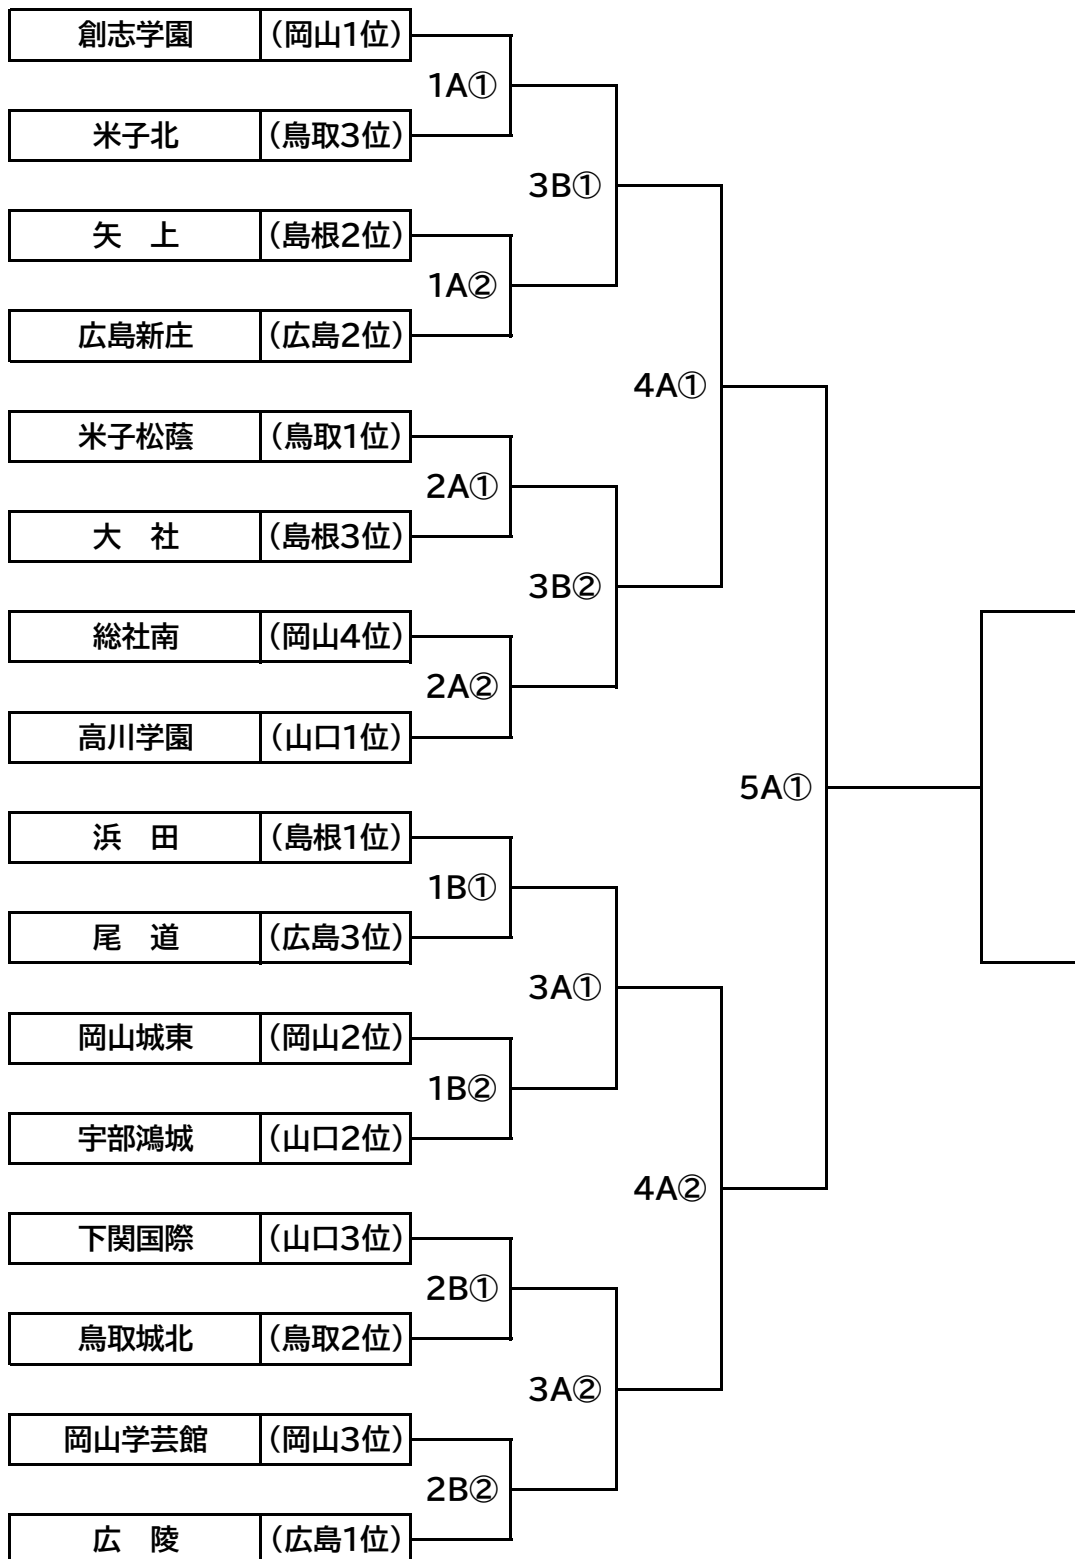 創志学園 (岡山1位)
1A①
米子北 (鳥取3位)
3B①
矢 上 (島根2位)
1A②
広島新庄 (広島2位)
4A①
米子松蔭 (鳥取1位)
2A①
大 社 (島根3位)
3B②
総社南 (岡山4位)
2A②
高川学園 (山口1位)
5A①
浜 田 (島根1位)
1B①
尾 道 (広島3位)
3A①
岡山城東 (岡山2位)
1B②
宇部鴻城 (山口2位)
4A②
下関国際 (山口3位)
2B①
鳥取城北 (鳥取2位)
3A②
岡山学芸館 (岡山3位)
2B②
広 陵 (広島1位)